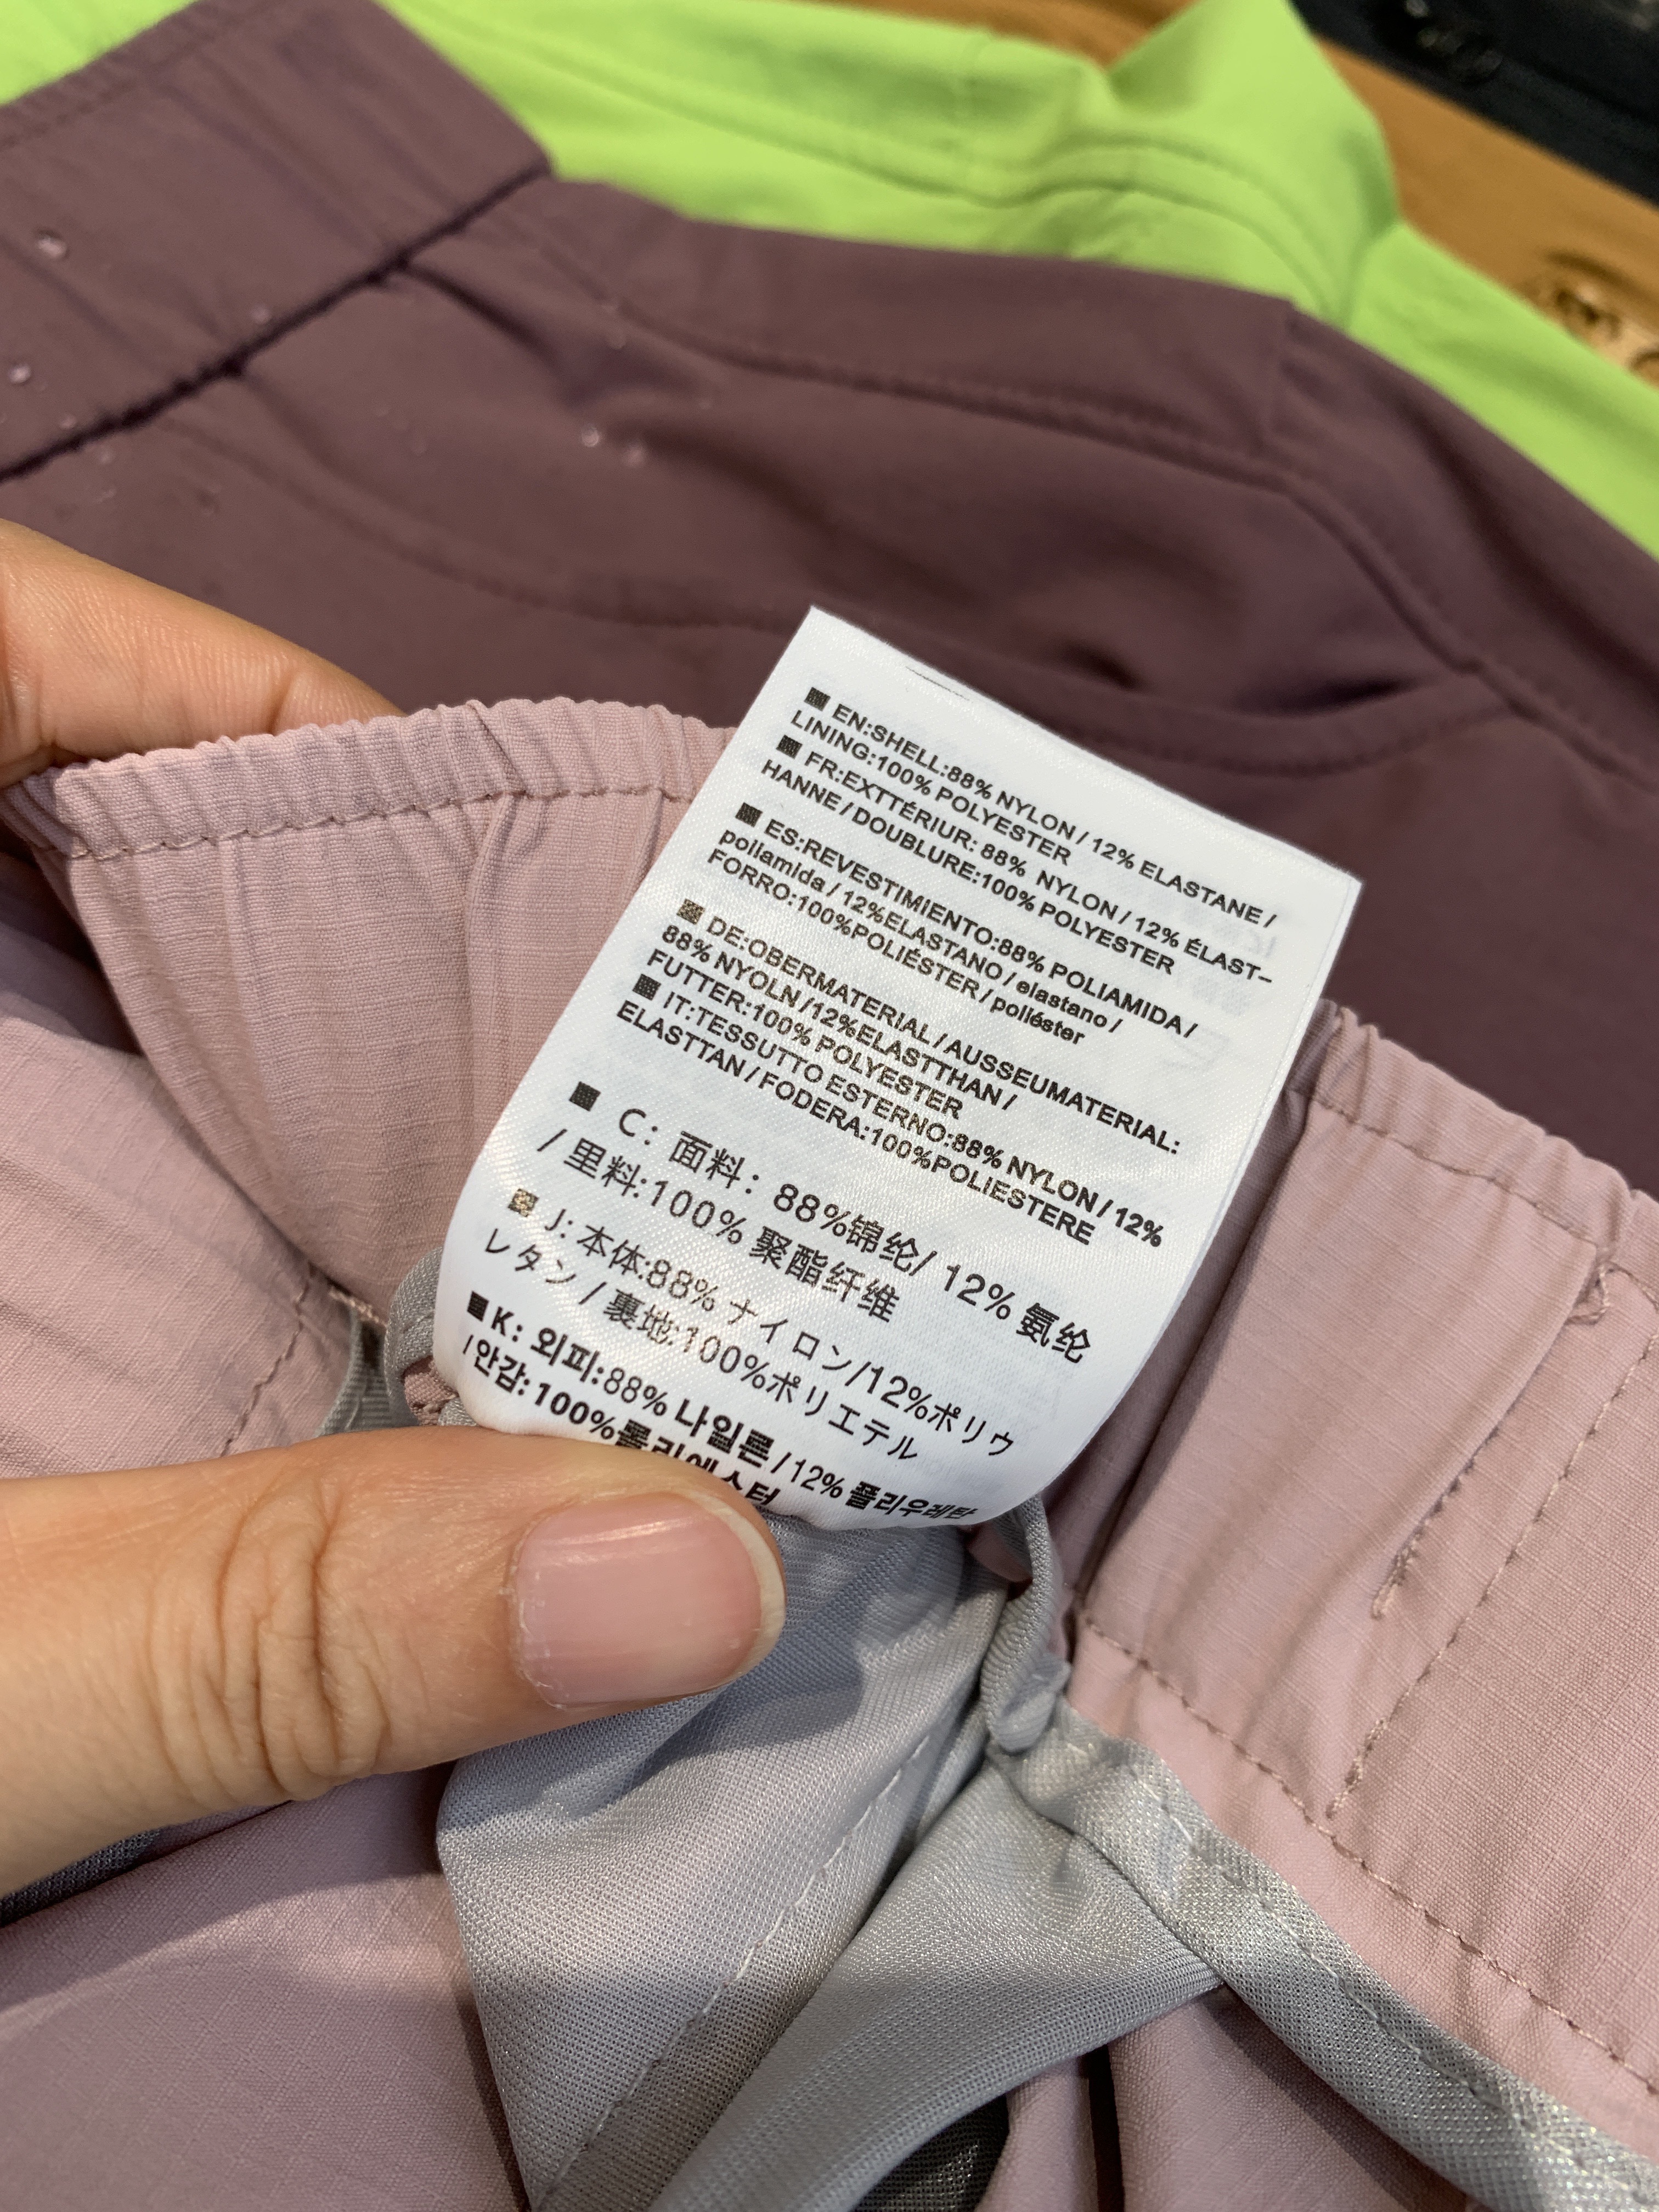 EN:SHELL:88% NYLON / 12% ELASTANE /
LINING:100% POLYESTER
FR:EXTTÉRIUR: 88% NYLON / 12% ÉLAST–
HANNE / DOUBLURE:100% POLYESTER
ES:REVESTIMIENTO:88% POLIAMIDA /
poliamida / 12%ELASTANO / elastano /
FORRO:100%POLIÉSTER / poliéster
DE:OBERMATERIAL / AUSSEUMATERIAL:
88% NYOLN /12%ELASTTHAN /
FUTTER:100% POLYESTER
IT:TESSUTTO ESTERNO:88% NYLON / 12%
ELASTTAN / FODERA:100%POLIESTERE
C: 面料: 88%锦纶/ 12% 氨纶
/ 里料:100% 聚酯纤维
J: 本体:88% ナイロン/12%ポリウ
レタン / 裏地:100%ポリエテル
K: 외피:88% 나일론 / 12% 폴리우레탄
/ 안감: 100%폴리에스터